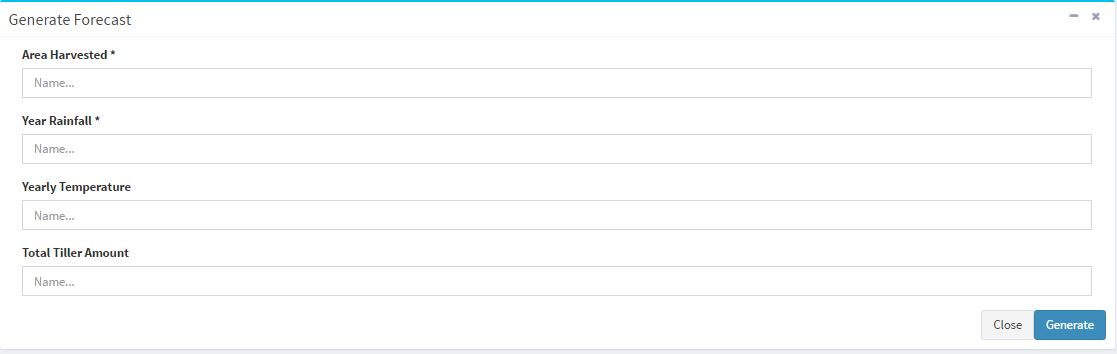 Generate Forecast
Area Harvested *
Name...
Year Rainfall *
Name...
Yearly Temperature
Name...
Total Tiller Amount
Name...
Close Generate